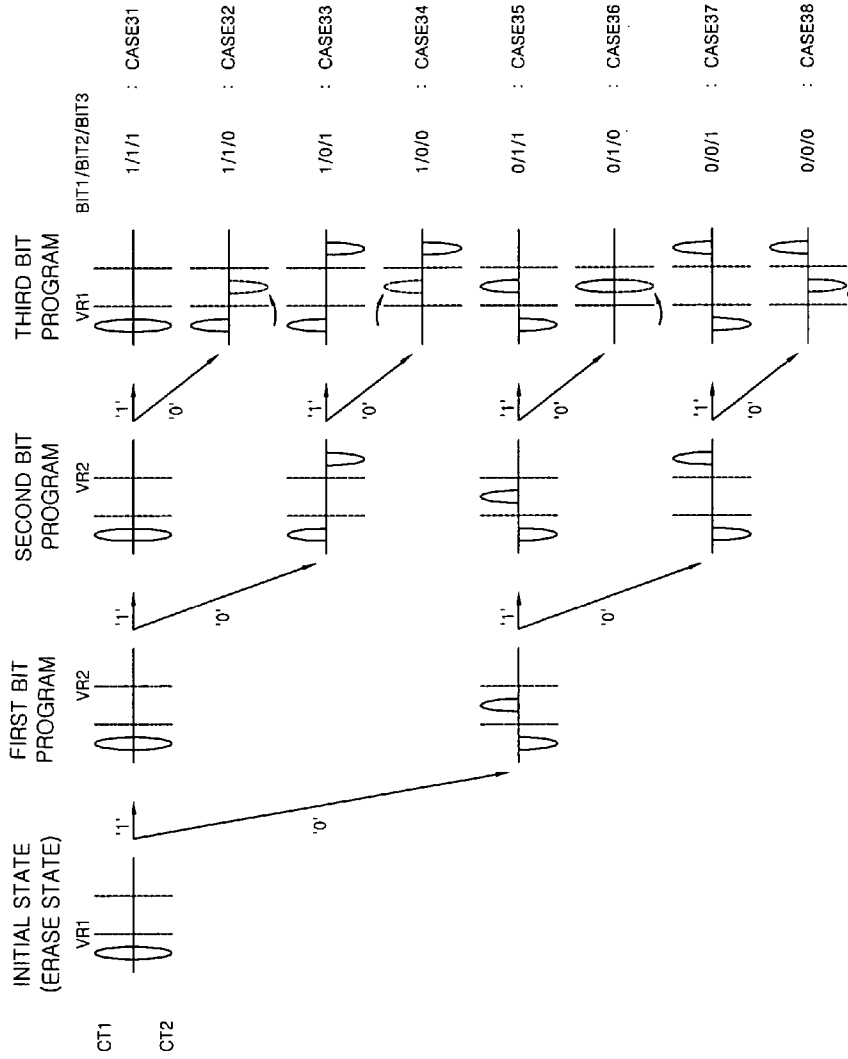 INITIAL STATE
(ERASE STATE)
FIRST BIT
PROGRAM
SECOND BIT
PROGRAM
THIRD BIT
PROGRAM
VR1
VR2
VR2
VR1
BIT1/BIT2/BIT3
CT1
CT2
'1'
'1'
'1'
1/1/1 : CASE31
'0'
1/1/0 : CASE32
'0'
'1'
1/0/1 : CASE33
'0'
1/0/0 : CASE34
'0'
'1'
'1'
0/1/1 : CASE35
'0'
0/1/0 : CASE36
'0'
'1'
0/0/1 : CASE37
'0'
0/0/0 : CASE38